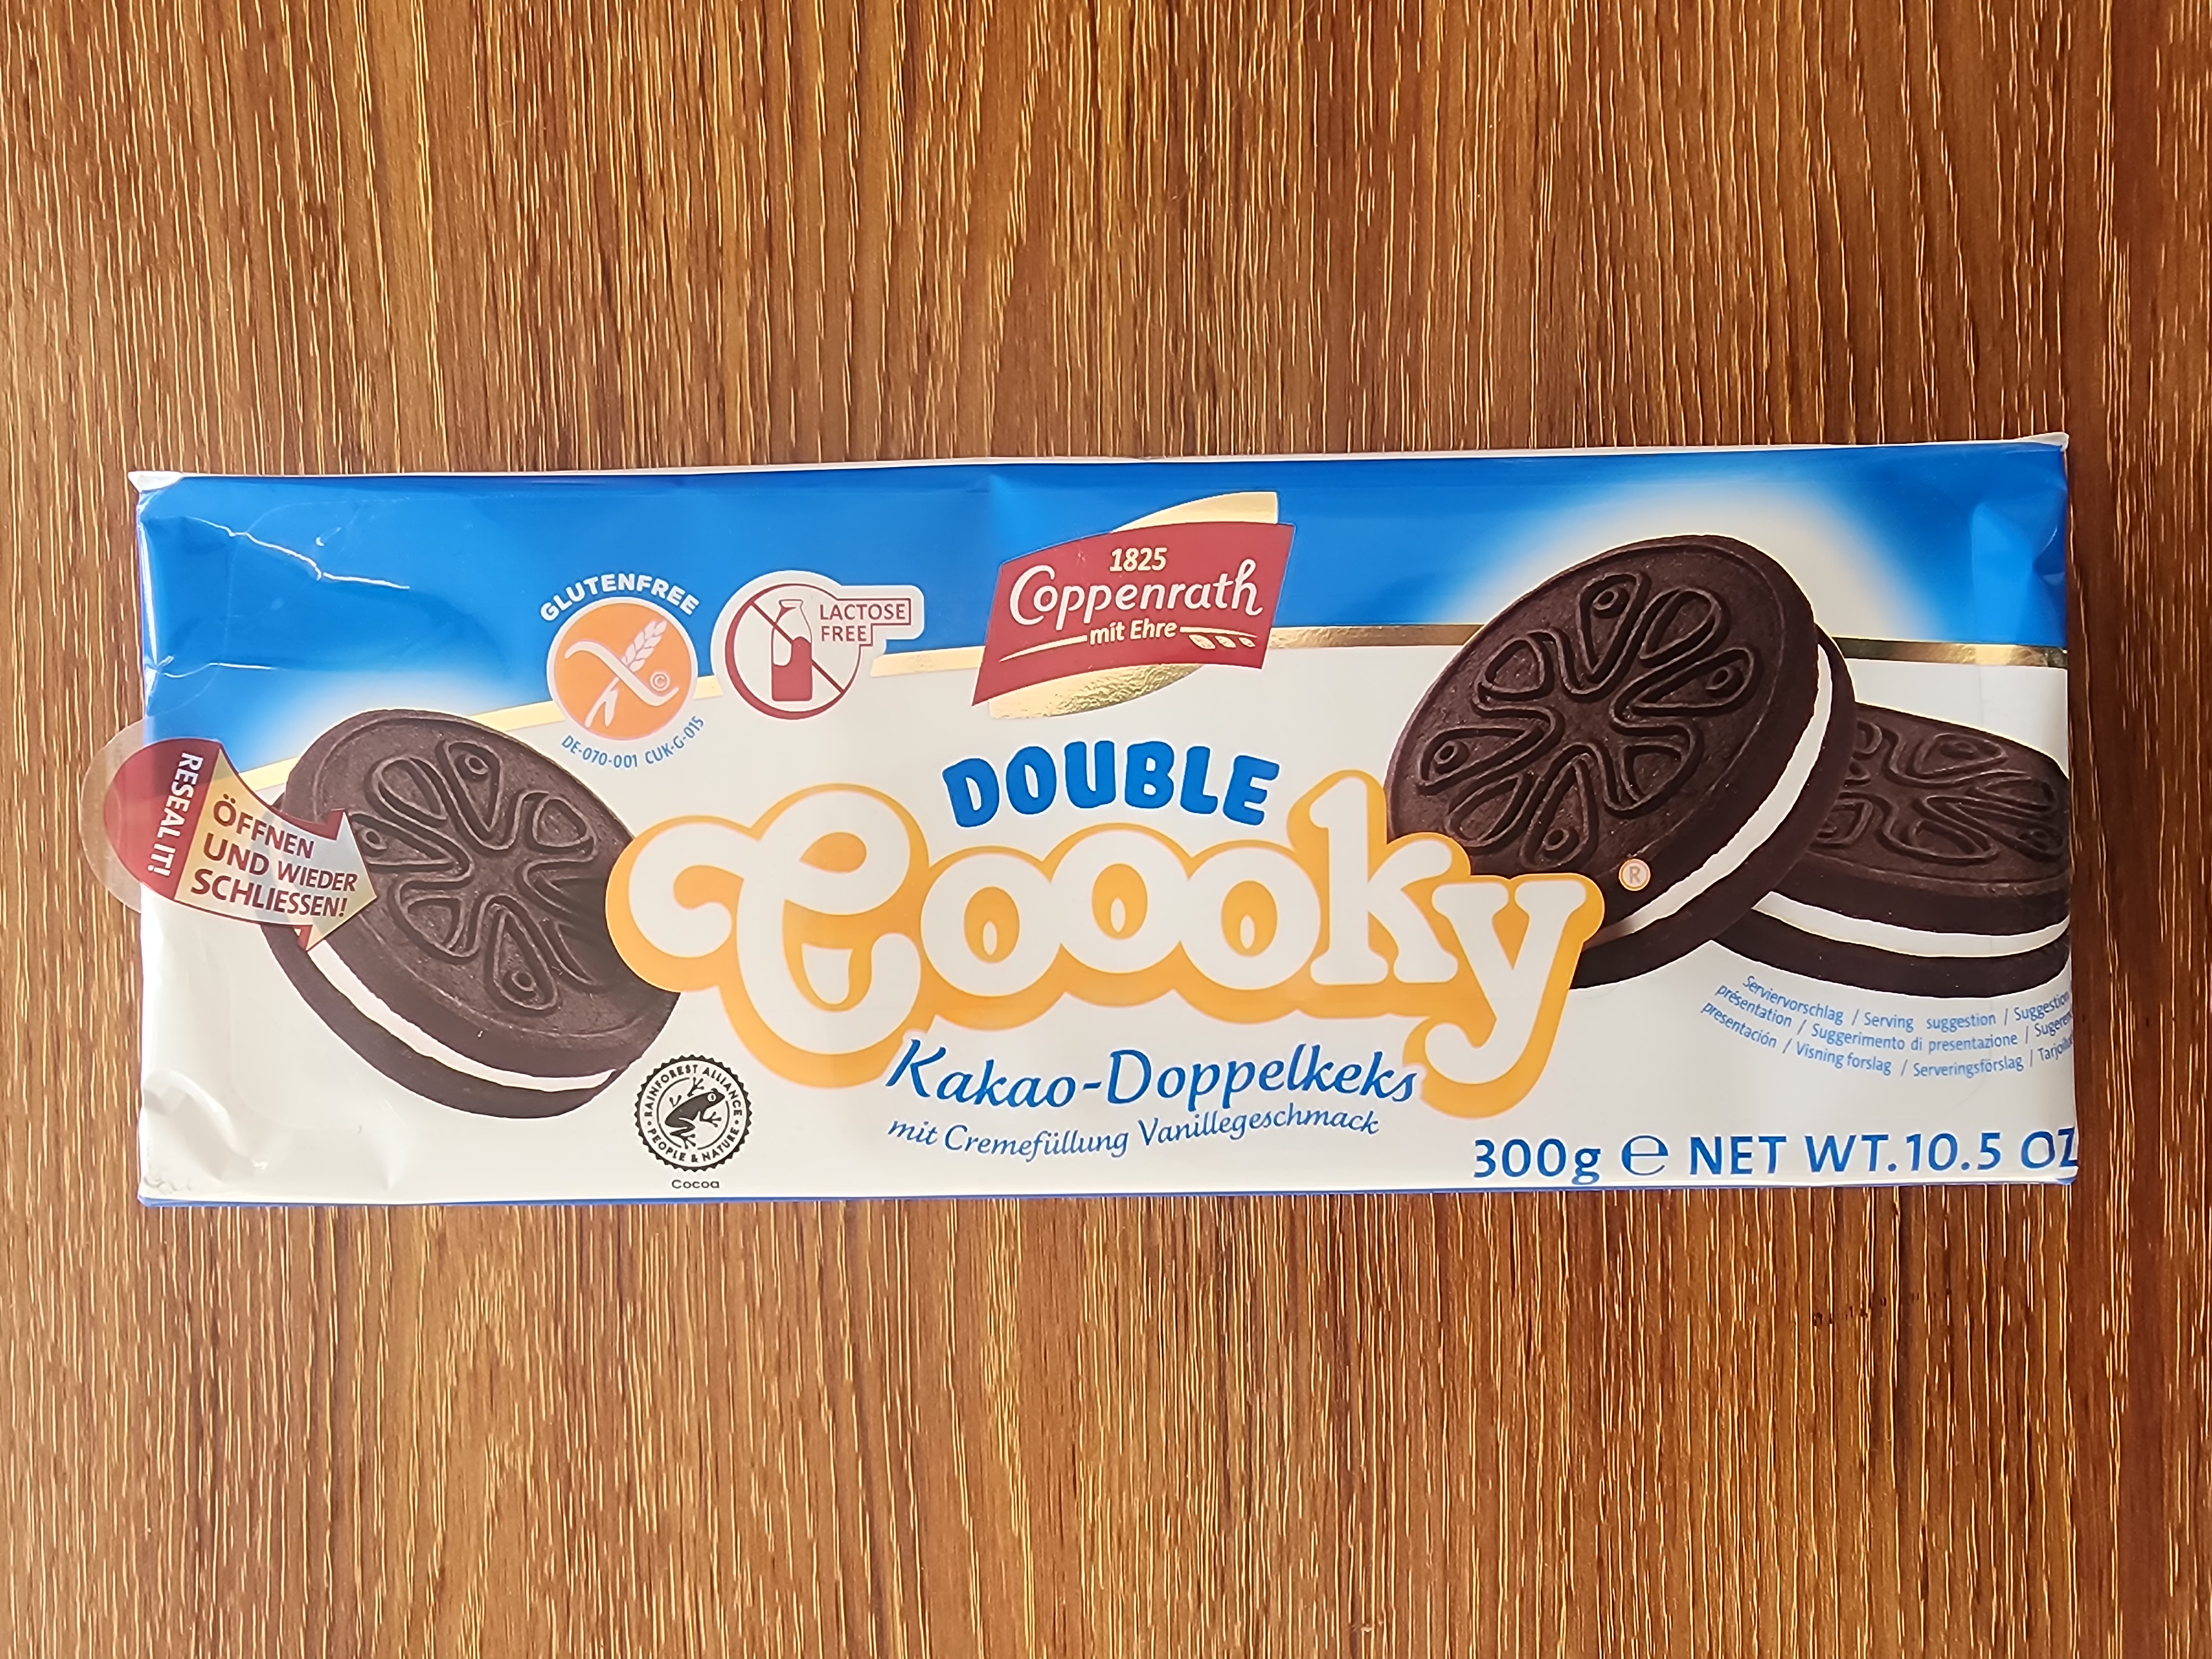 GLUTENFREE
©
DE-070-001 CUK-G-015
LACTOSE
FREE
1825
Coppenrath
mit Ehre
RESEAL IT!
ÖFFNEN
UND WIEDER
SCHLIESSEN!
DOUBLE
Coooky
®
Kakao-Doppelkeks
mit Cremefüllung Vanillegeschmack
RAINFOREST ALLIANCE
PEOPLE & NATURE
Cocoa
Serviervorschlag / Serving suggestion / Suggestion
présentation / Suggerimento di presentazione /
presentación / Visning forslag / Serveringsförslag /
300g ℮ NET WT.10.5 OZ